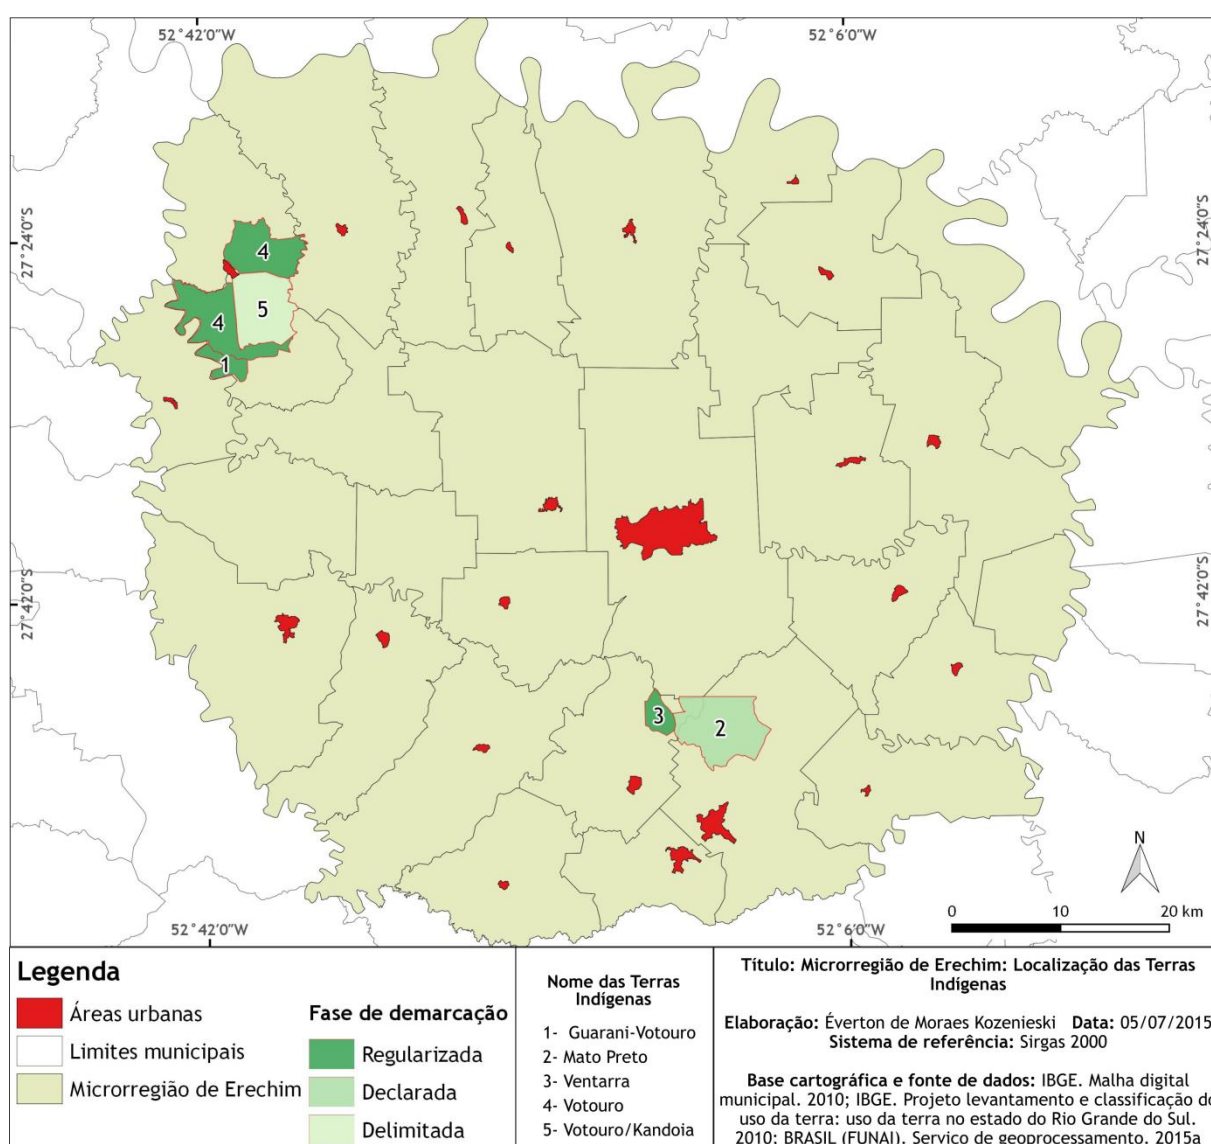 52°42'0"W
52°6'0"W
27°24'0"S
27°24'0"S
4
5
4
1
27°42'0"S
27°42'0"S
3
2
N
0
10
20 km
52°42'0"W
52°6'0"W
Legenda
Áreas urbanas
Limites municipais
Microrregião de Erechim
Fase de demarcação
Regularizada
Declarada
Delimitada
Nome das Terras
Indígenas
1- Guarani-Votouro
2- Mato Preto
3- Ventarra
4- Votouro
5- Votouro/Kandoia
Título: Microrregião de Erechim: Localização das Terras
Indígenas
Elaboração: Éverton de Moraes Kozenieski Data: 05/07/2015
Sistema de referência: Sirgas 2000
Base cartográfica e fonte de dados: IBGE. Malha digital
municipal. 2010; IBGE. Projeto levantamento e classificação do
uso da terra: uso da terra no estado do Rio Grande do Sul.
2010; BRASIL (FUNAI). Serviço de geoprocessamento. 2015a